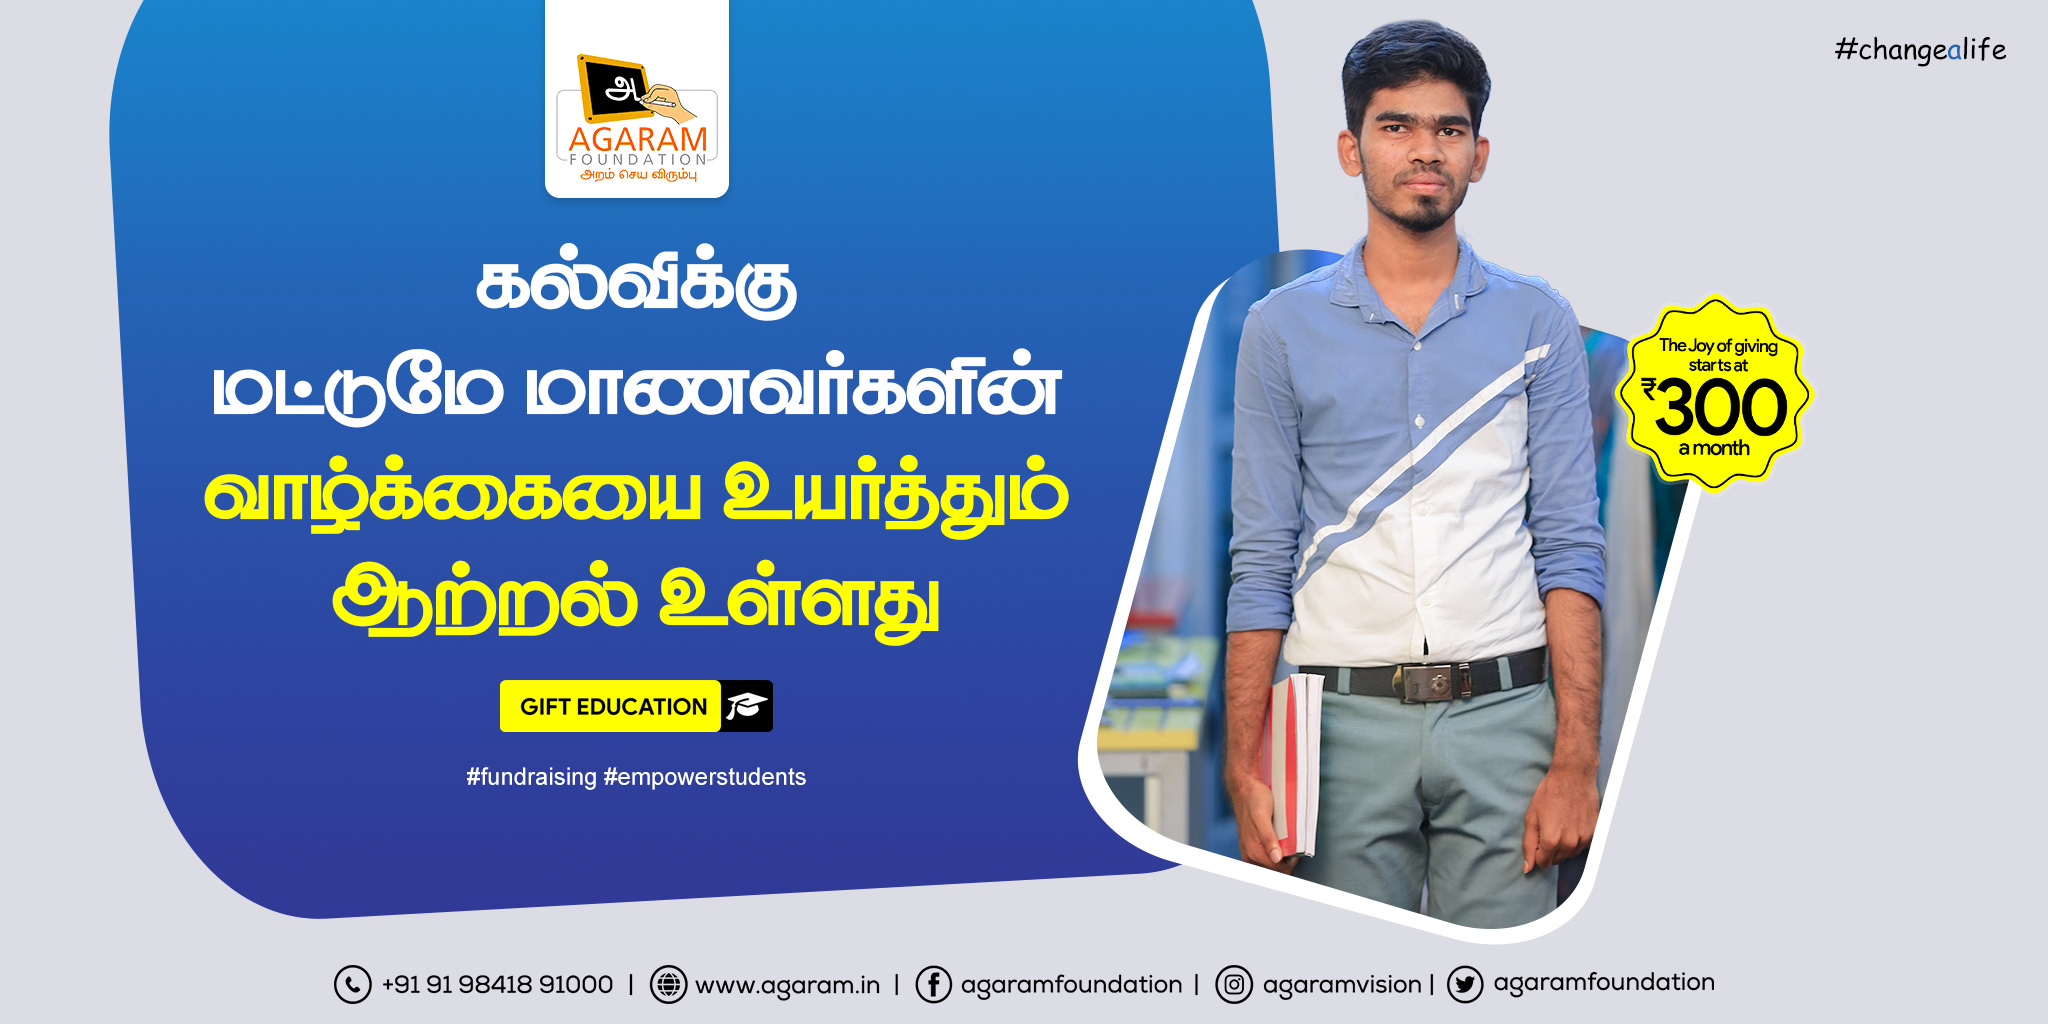 #changealife
அ
AGARAM
FOUNDATION
அறம் செய விரும்பு
கல்விக்கு
மட்டுமே மாணவர்களின்
வாழ்க்கையை உயர்த்தும்
ஆற்றல் உள்ளது
GIFT EDUCATION
#fundraising #empowerstudents
The Joy of giving
starts at
₹300
a month
+91 91 98418 91000 | www.agaram.in | agaramfoundation | agaramvision | agaramfoundation